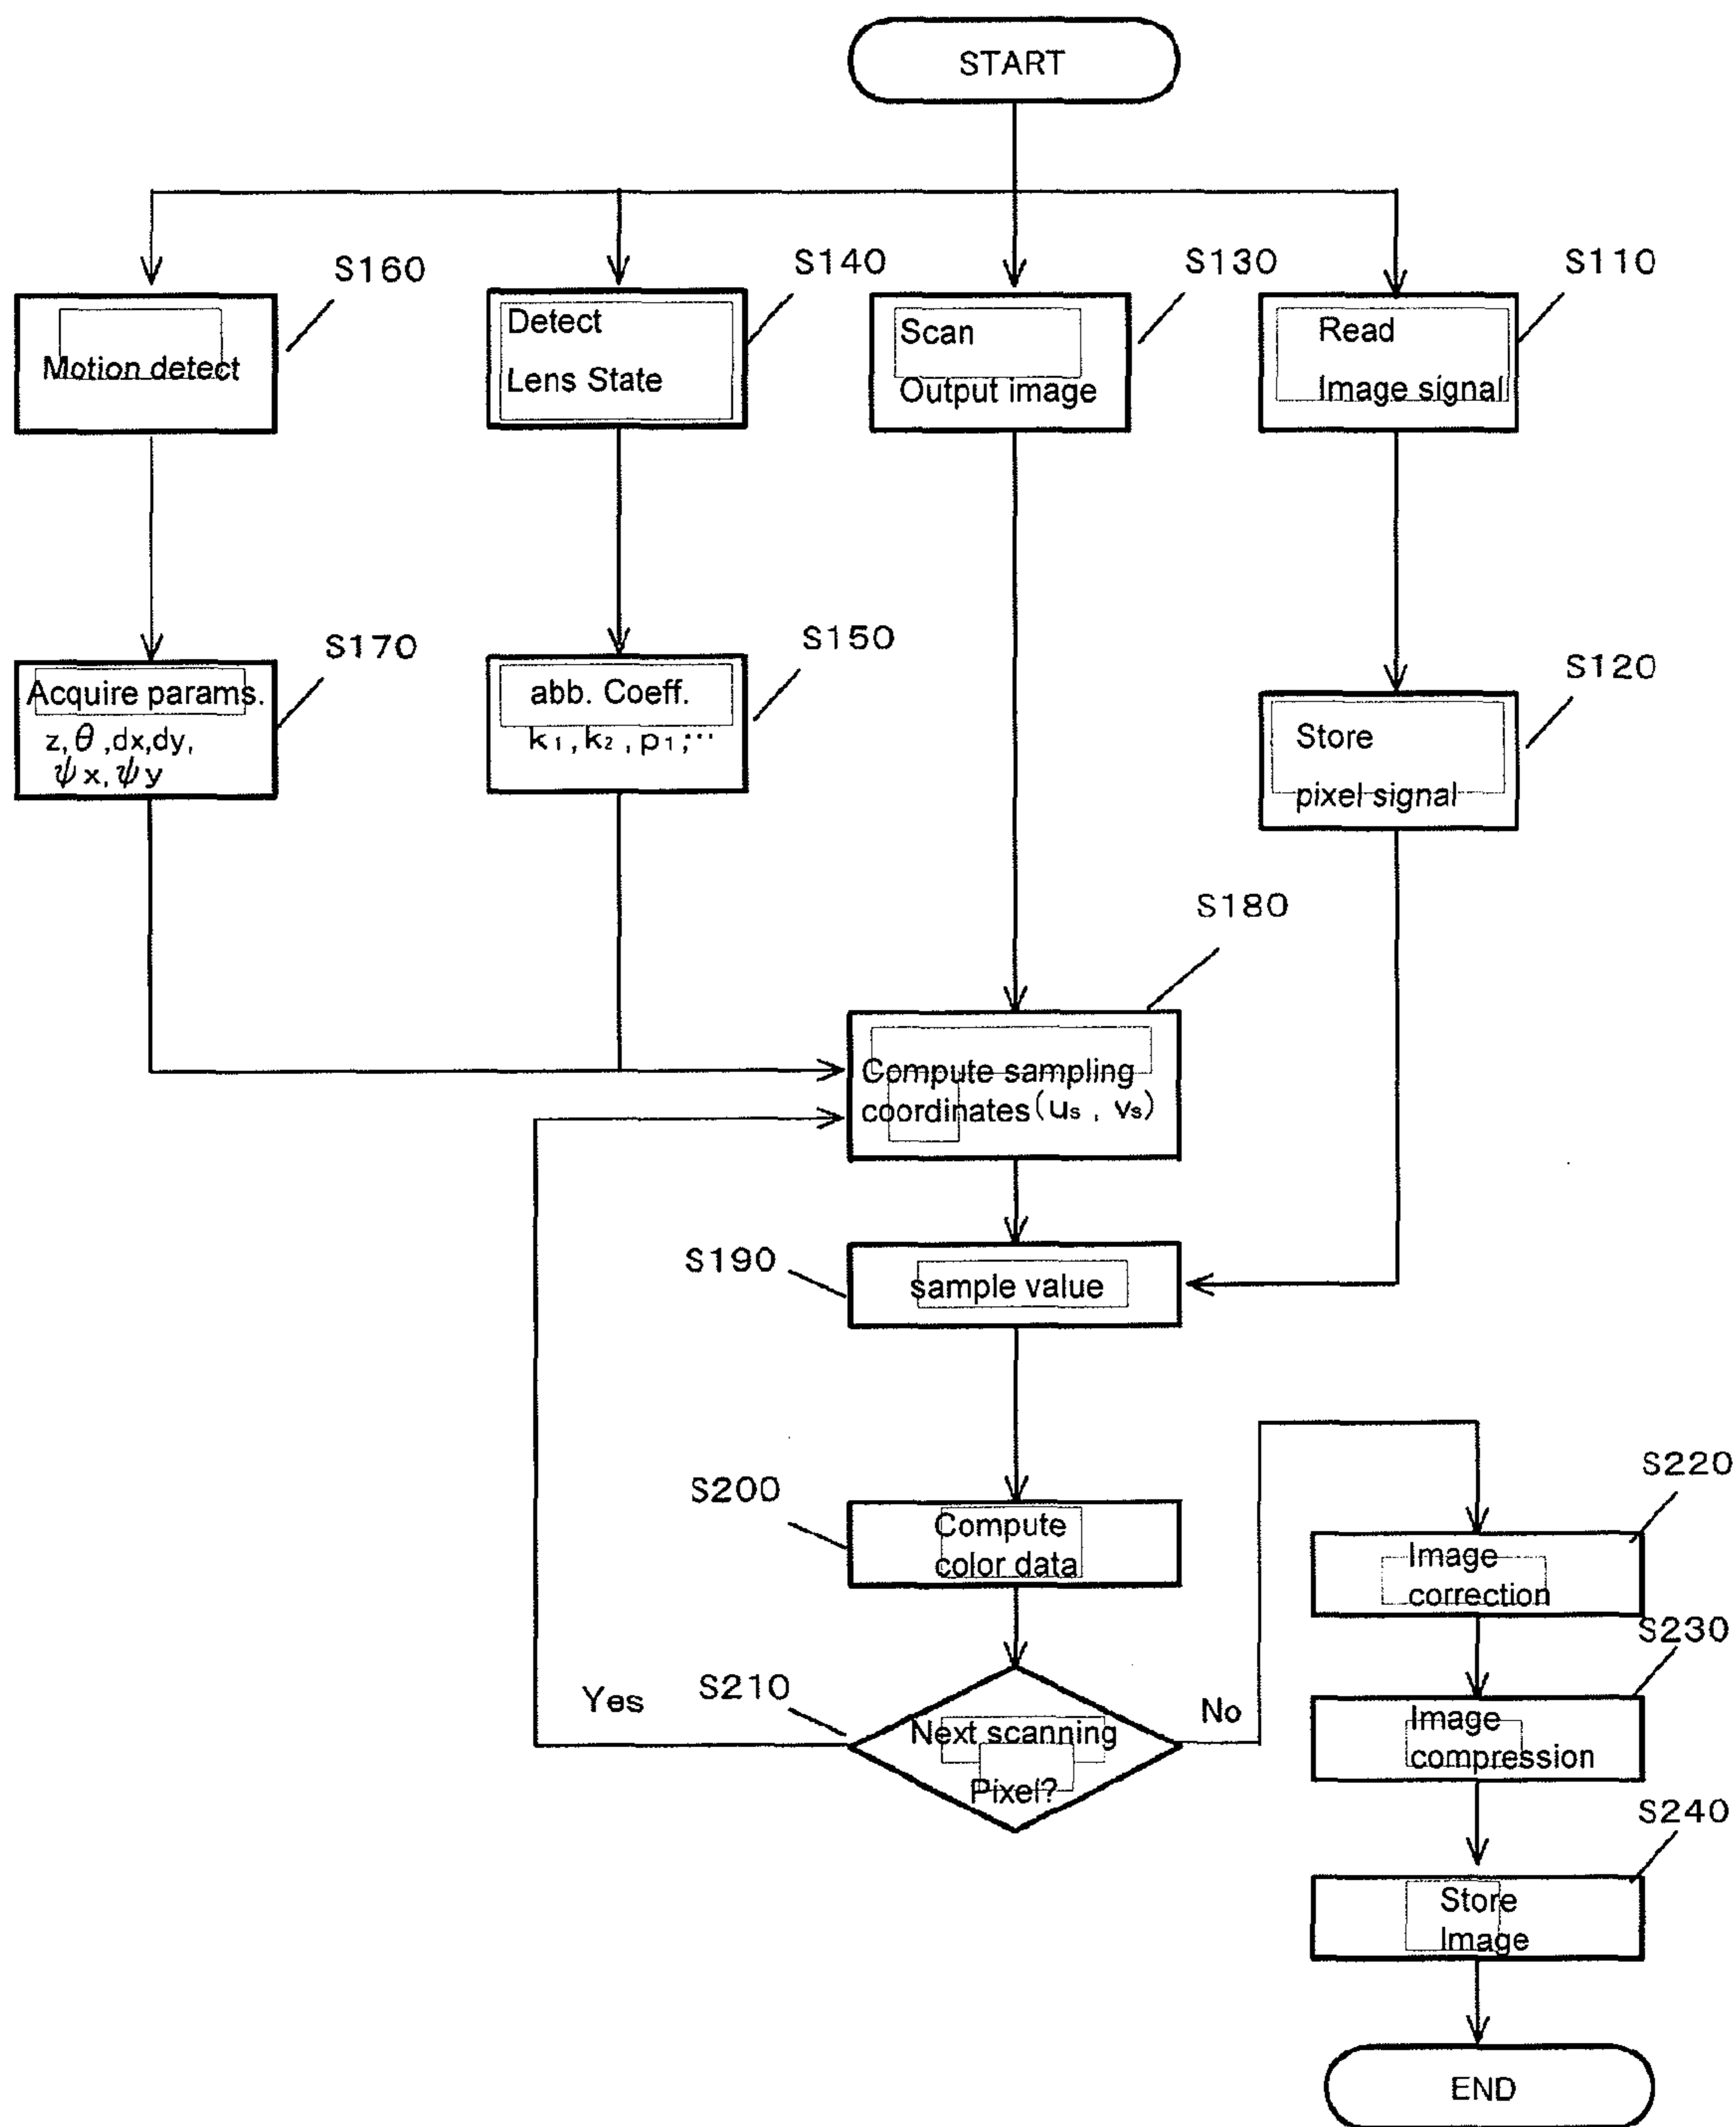 START
S160
S140
S130
S110
Motion detect
Detect
Lens State
Scan
Output image
Read
Image signal
S170
S150
S120
Acquire params.
z, θ ,dx,dy,
ψx, ψy
abb. Coeff.
k₁, k₂, p₁,…
Store
pixel signal
S180
Compute sampling
coordinates(uₛ , vₛ)
S190
sample value
S200
Compute
color data
S220
Image
correction
S230
S210
Yes
No
Next scanning
Pixel?
Image
compression
S240
Store
Image
END